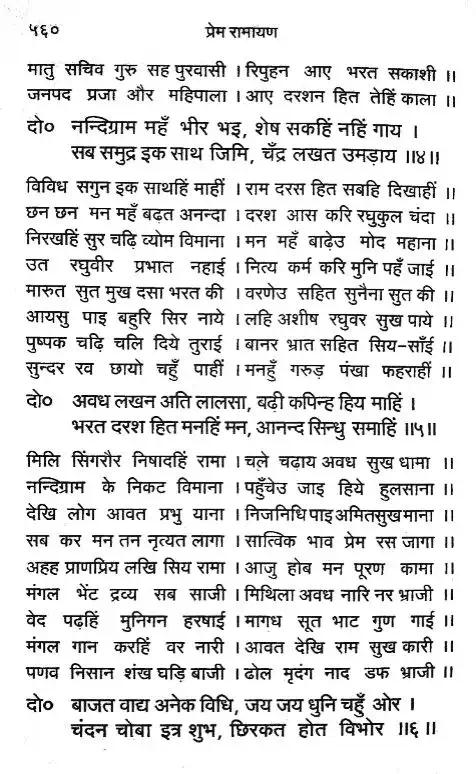 ५६०
प्रेम रामायण
मातु सचिव गुरु सह पुरवासी । रिपुहन आए भरत सकाशी ॥
जनपद प्रजा और महिपाला । आए दरशन हित तेहिं काला ॥
दो० नन्दिग्राम महँ भीर भइ, शेष सकहिं नहिं गाय ।
सब समुद्र इक साथ जिमि, चँद्र लखत उमड़ाय ॥४॥
विविध सगुन इक साथहिं माहीं । राम दरस हित सबहि दिखाहीं ॥
छन छन मन महँ बढ़त अनन्दा । दरश आस करि रघुकुल चंदा ॥
निरखहिं सुर चढ़ि व्योम विमाना । मन महँ बाढ़ेउ मोद महाना ॥
उत रघुवीर प्रभात नहाई । नित्य कर्म करि मुनि पहँ जाई ॥
मारुत सुत मुख दसा भरत की । वरणेउ सहित सुनैना सुत की ॥
आयसु पाइ बहुरि सिर नाये । लहि अशीष रघुवर सुख पाये ॥
पुष्पक चढ़ि चलि दिये तुराई । बानर भ्रात सहित सिय-साँई ॥
सुन्दर रव छायो चहुँ पाहीं । मनहुँ गरुड़ पंखा फहराहीं ॥
दो० अवध लखन अति लालसा, बढ़ी कपिन्ह हिय माहिं ।
भरत दरश हित मनहिं मन, आनन्द सिन्धु समाहिं ॥५॥
मिलि सिंगरौर निषादहिं रामा । चले चढ़ाय अवध सुख धामा ॥
नन्दिग्राम के निकट विमाना । पहुँचेउ जाइ हिये हुलसाना ॥
देखि लोग आवत प्रभु याना । निजनिधि पाइ अमित सुख माना ॥
सब कर मन तन नृत्यत लागा । सात्विक भाव प्रेम रस जागा ॥
अहह प्राणप्रिय लखि सिय रामा । आजु होब मन पूरण कामा ॥
मंगल भेंट द्रव्य सब साजी । मिथिला अवध नारि नर भ्राजी ॥
वेद पढ़हिं मुनिगन हरषाई । मागध सूत भाट गुण गाई ॥
मंगल गान करहिं वर नारी । आवत देखि राम सुख कारी ॥
पणव निसान शंख घड़ि बाजी । ढोल मृदंग नाद डफ भ्राजी ॥
दो० बाजत वाद्य अनेक विधि, जय जय धुनि चहुँ ओर ।
चंदन चोबा इत्र शुभ, छिरकत होत विभोर ॥६॥